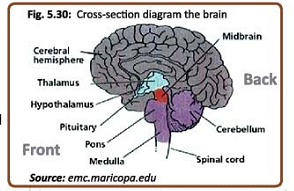 Fig. 5.30: Cross-section diagram the brain
Midbrain
Cerebral
hemisphere
Thalamus
Back
Hypothalamus
Pituitary
Cerebellum
Front
Pons
Medulla
Spinal cord
Source: emc.maricopa.edu